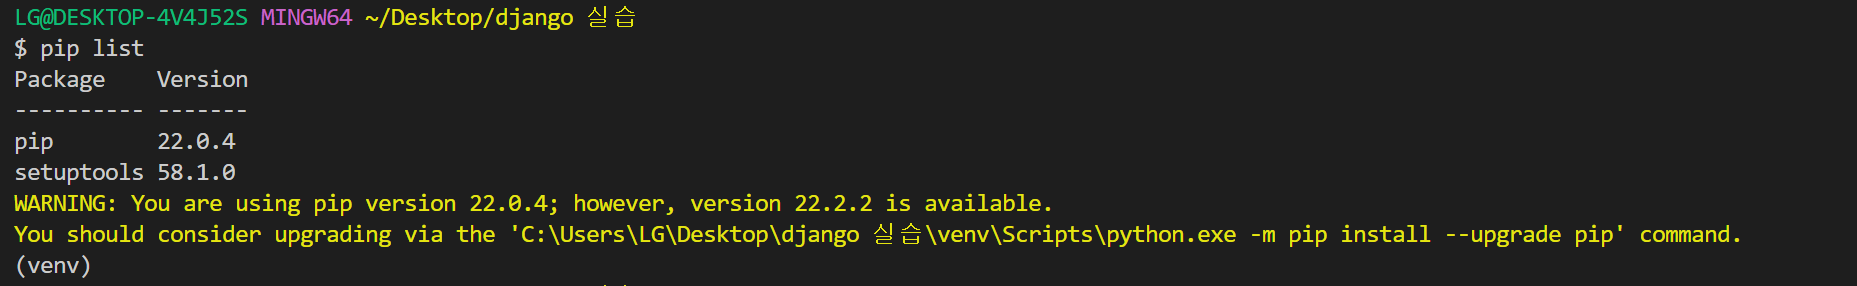 LG@DESKTOP-4V4J52S MINGW64 ~/Desktop/django 실습
$ pip list
Package    Version
---------- -------
pip        22.0.4
setuptools 58.1.0
WARNING: You are using pip version 22.0.4; however, version 22.2.2 is available.
You should consider upgrading via the 'C:\Users\LG\Desktop\django 실습\venv\Scripts\python.exe -m pip install --upgrade pip' command.
(venv)